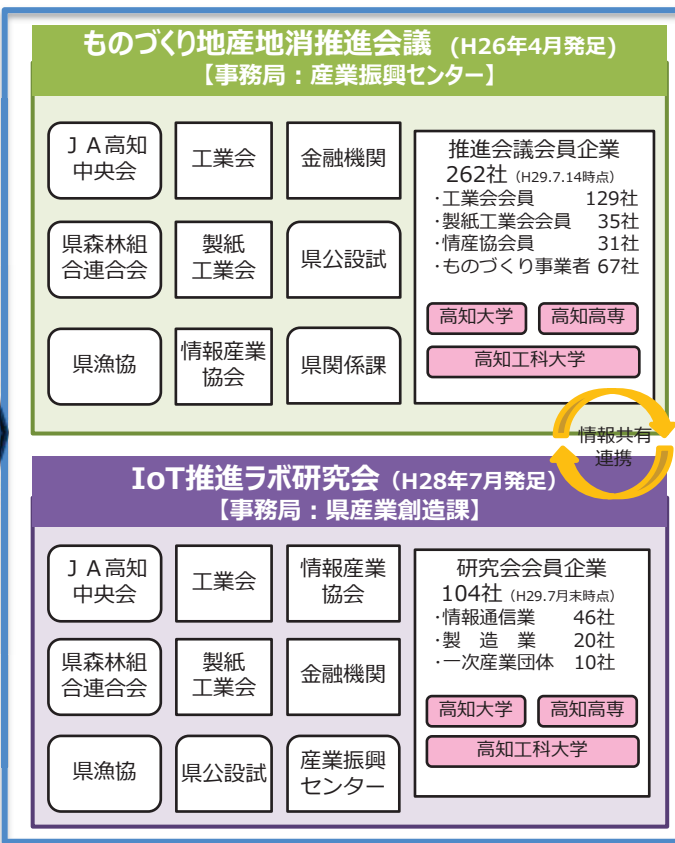 ものづくり地産地消推進会議 (H26年4月発足)
【事務局：産業振興センター】
ＪＡ高知
中央会
工業会
金融機関
県森林組
合連合会
製紙
工業会
県公設試
県漁協
情報産業
協会
県関係課
推進会議会員企業
262社 (H29.7.14時点)
･工業会会員 129社
･製紙工業会会員 35社
･情産協会員 31社
･ものづくり事業者 67社
高知大学
高知高専
高知工科大学
情報共有
連携
IoT推進ラボ研究会（H28年7月発足）
【事務局：県産業創造課】
ＪＡ高知
中央会
工業会
情報産業
協会
県森林組
合連合会
製紙
工業会
金融機関
県漁協
県公設試
産業振興
センター
研究会会員企業
104社（H29.7月末時点）
･情報通信業 46社
･製　造　業 20社
･一次産業団体 10社
高知大学
高知高専
高知工科大学